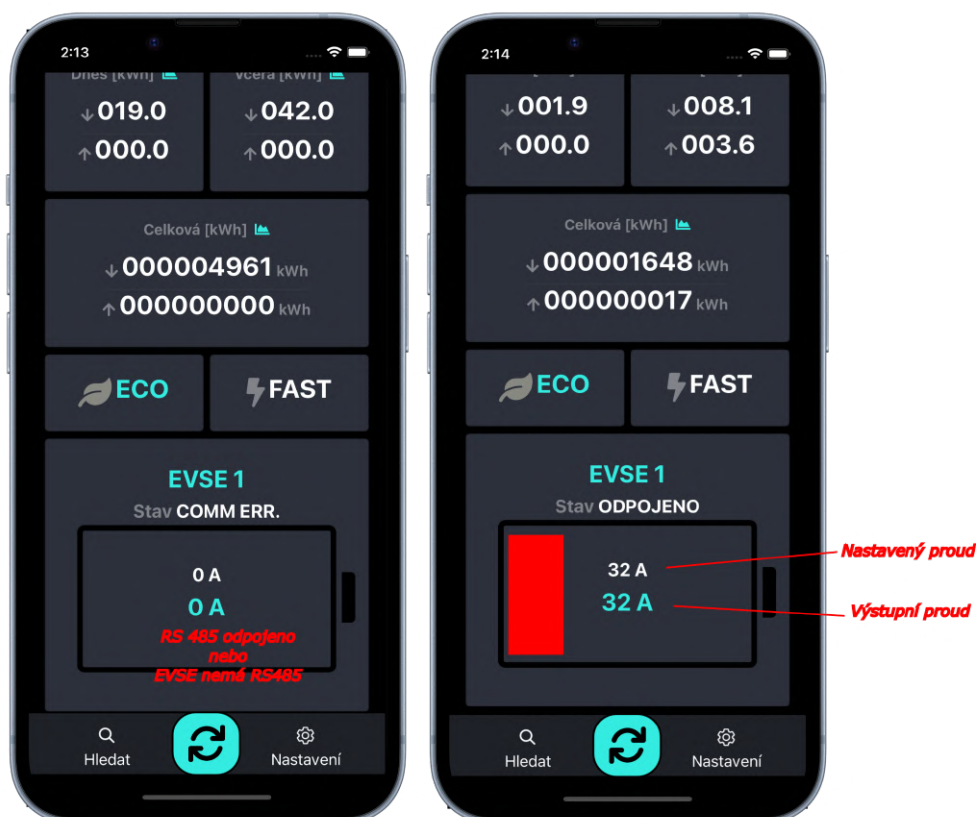 2:13
Dnes [kWh]
Včera [kWh]
↓019.0
↓042.0
↑000.0
↑000.0
Celková [kWh]
↓000004961 kWh
↑000000000 kWh
ECO
FAST
EVSE 1
Stav COMM ERR.
0 A
0 A
RS 485 odpojeno
nebo
EVSE nemá RS485
Hledat
Nastavení
2:14
↓001.9
↓008.1
↑000.0
↑003.6
Celková [kWh]
↓000001648 kWh
↑000000017 kWh
ECO
FAST
EVSE 1
Stav ODPOJENO
32 A
32 A
Nastavený proud
Výstupní proud
Hledat
Nastavení